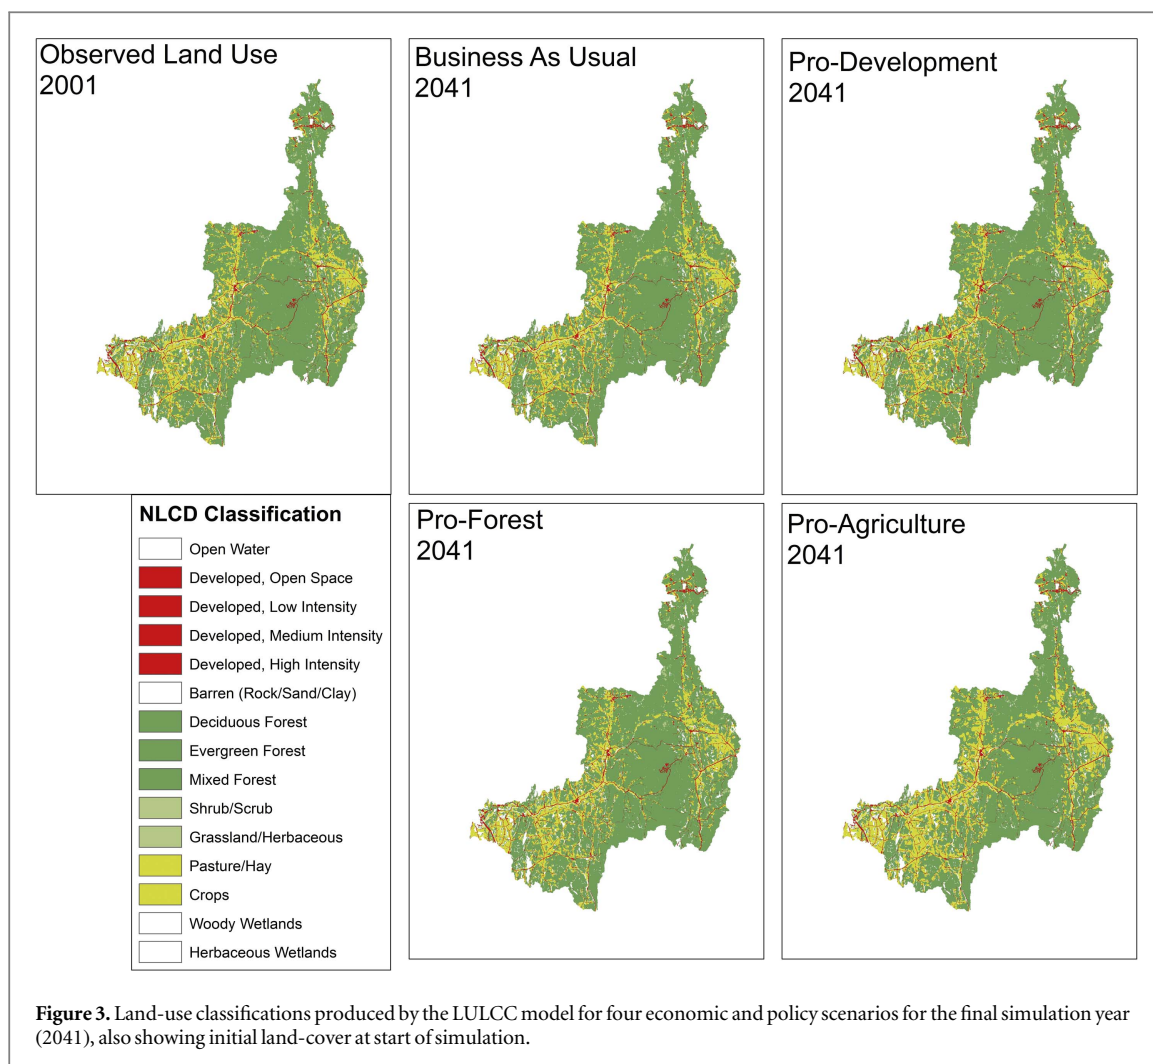 Observed Land Use
2001
Business As Usual
2041
Pro-Development
2041
NLCD Classification
Open Water
Developed, Open Space
Developed, Low Intensity
Developed, Medium Intensity
Developed, High Intensity
Barren (Rock/Sand/Clay)
Deciduous Forest
Evergreen Forest
Mixed Forest
Shrub/Scrub
Grassland/Herbaceous
Pasture/Hay
Crops
Woody Wetlands
Herbaceous Wetlands
Pro-Forest
2041
Pro-Agriculture
2041
Figure 3. Land-use classifications produced by the LULCC model for four economic and policy scenarios for the final simulation year
(2041), also showing initial land-cover at start of simulation.